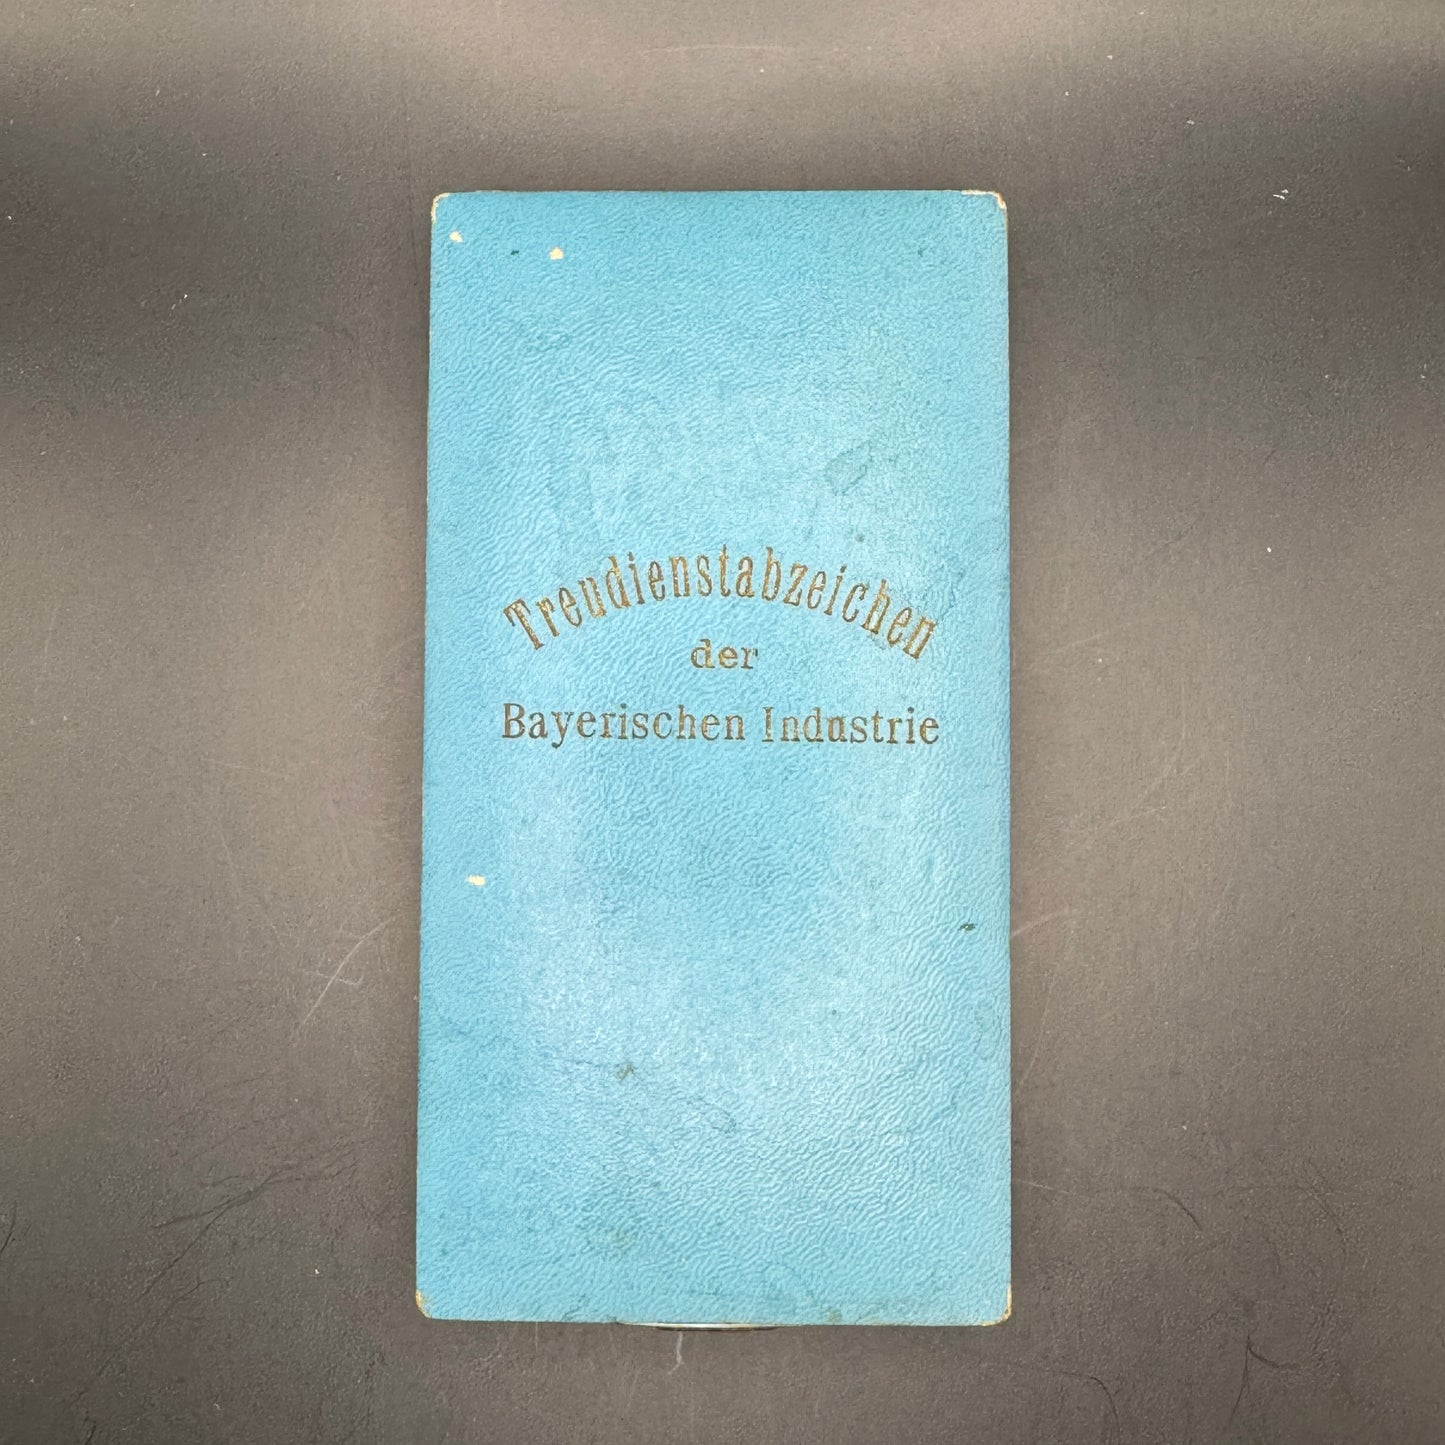 Treudienstabzeichen
der
Bayerischen Industrie